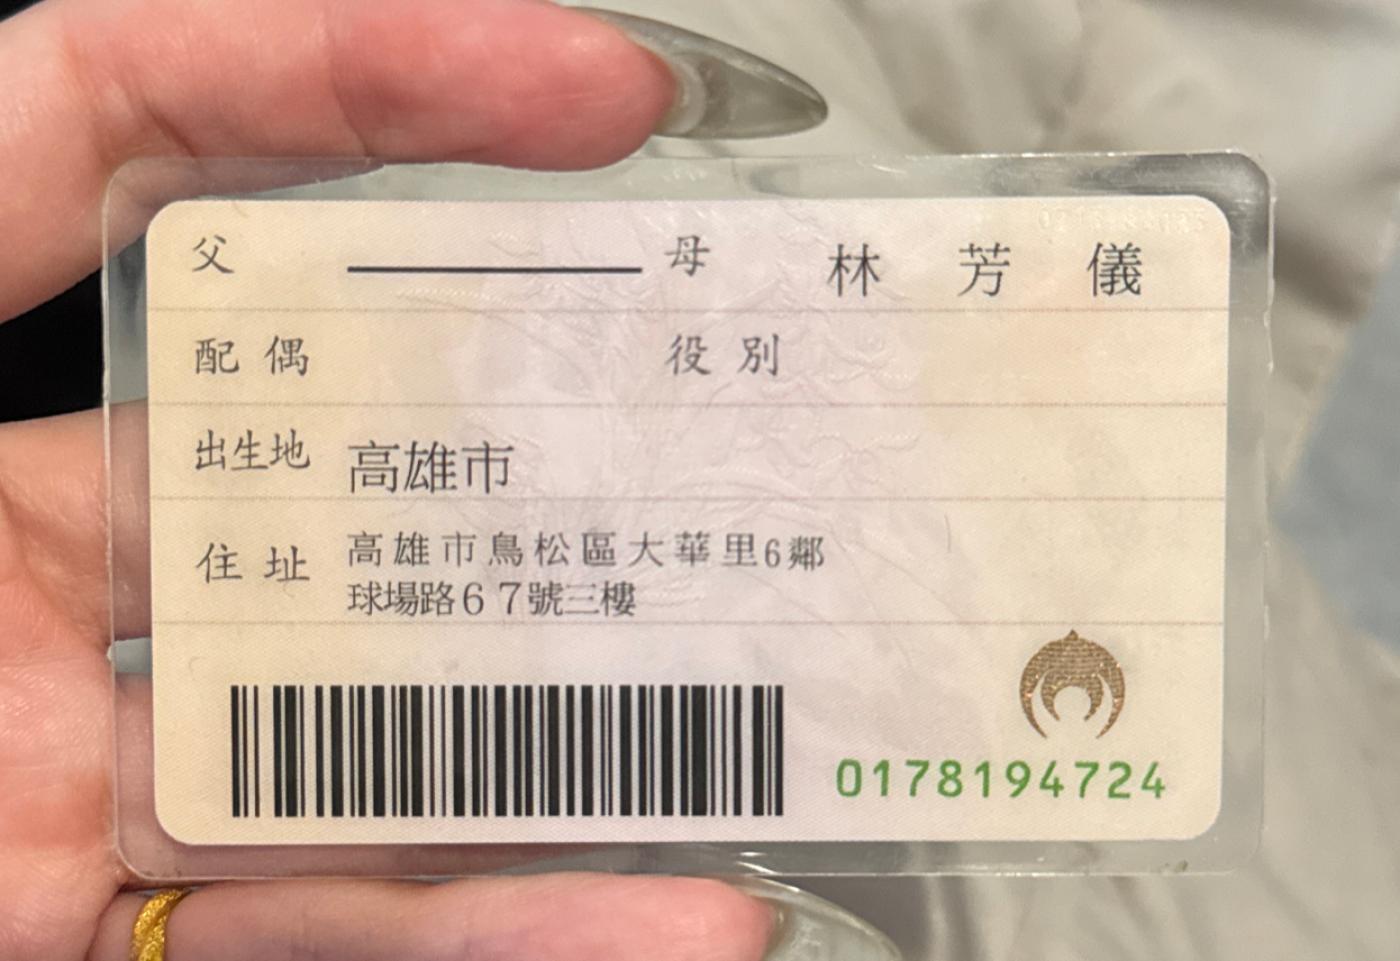 父 母 林 芳 儀
配 偶 役 別
出生地 高雄市
住 址 高雄市鳥松區大華里6鄰
球場路67號三樓
0178194724